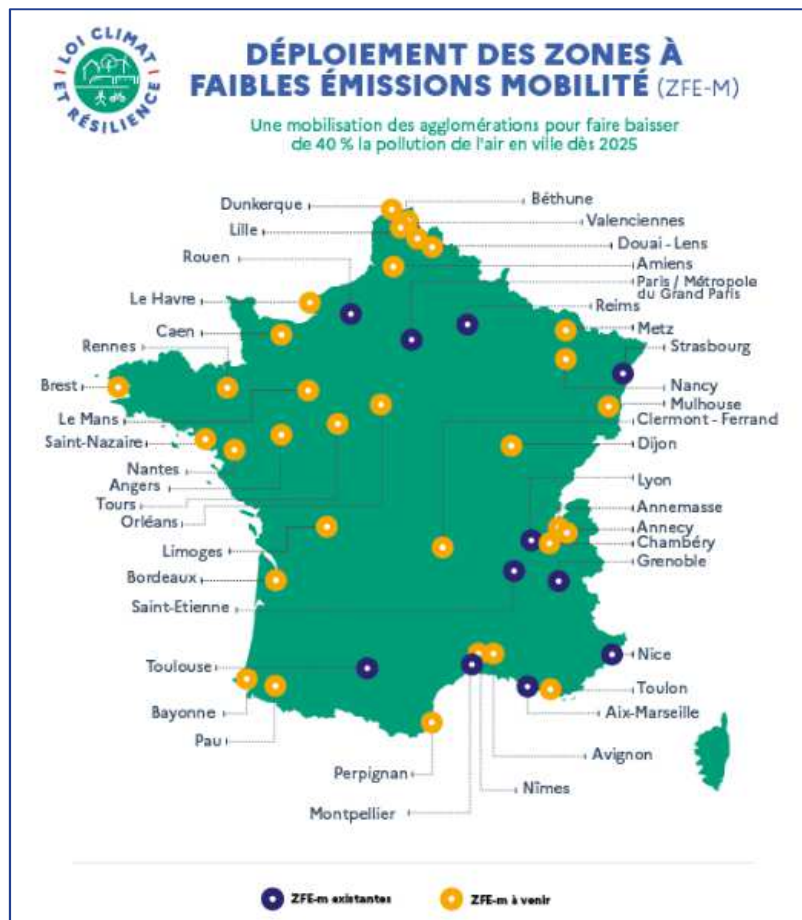 LOI CLIMAT
ET RÉSILIENCE
DÉPLOIEMENT DES ZONES À
FAIBLES ÉMISSIONS MOBILITÉ (ZFE-M)
Une mobilisation des agglomérations pour faire baisser
de 40 % la pollution de l'air en ville dès 2025
Dunkerque
Béthune
Lille
Valenciennes
Douai - Lens
Rouen
Amiens
Paris / Métropole
du Grand Paris
Le Havre
Reims
Caen
Metz
Rennes
Strasbourg
Brest
Nancy
Le Mans
Mulhouse
Clermont - Ferrand
Saint-Nazaire
Dijon
Nantes
Angers
Lyon
Tours
Annemasse
Orléans
Annecy
Limoges
Chambéry
Grenoble
Bordeaux
Saint-Etienne
Toulouse
Nice
Toulon
Bayonne
Aix-Marseille
Pau
Avignon
Perpignan
Nîmes
Montpellier
ZFE-m existantes
ZFE-m à venir